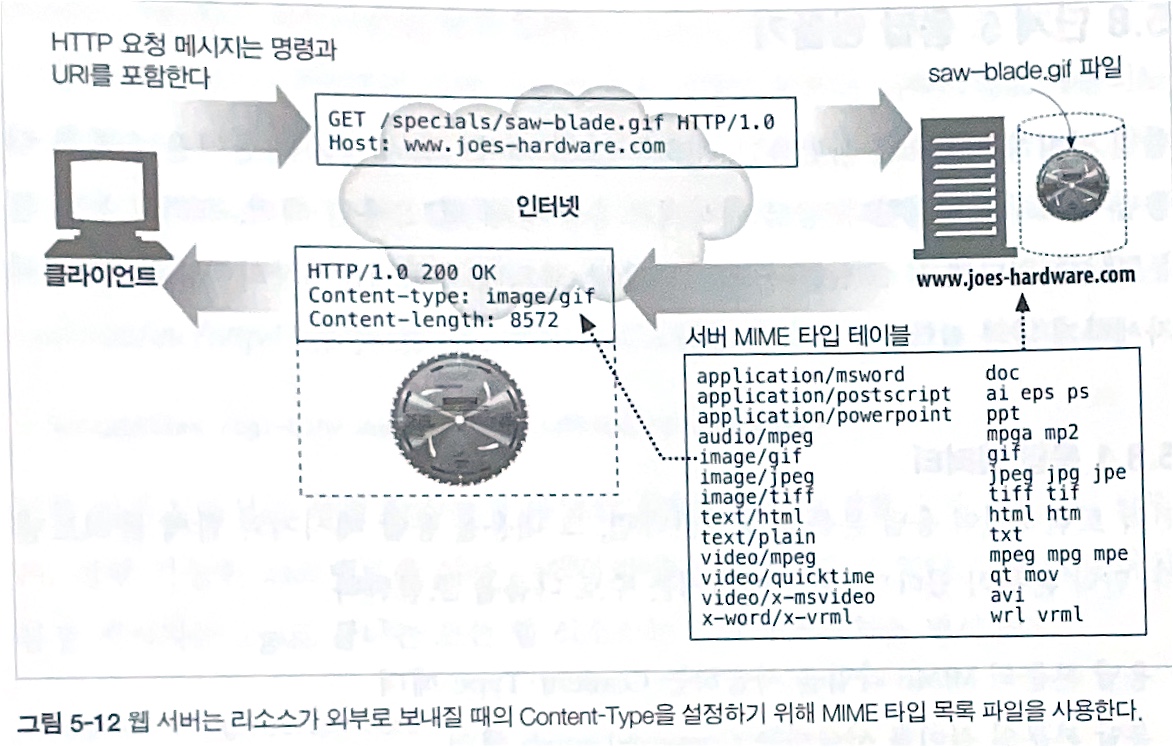 HTTP 요청 메시지는 명령과
URI를 포함한다
saw-blade.gif 파일
GET /specials/saw-blade.gif HTTP/1.0
Host: www.joes-hardware.com
인터넷
클라이언트
www.joes-hardware.com
HTTP/1.0 200 OK
Content-type: image/gif
Content-length: 8572
서버 MIME 타입 테이블
application/msword doc
application/postscript ai eps ps
application/powerpoint ppt
audio/mpeg mpga mp2
image/gif gif
image/jpeg jpeg jpg jpe
image/tiff tiff tif
text/html html htm
text/plain txt
video/mpeg mpeg mpg mpe
video/quicktime qt mov
video/x-msvideo avi
x-word/x-vrml wrl vrml
그림 5-12 웹 서버는 리소스가 외부로 보내질 때의 Content-Type을 설정하기 위해 MIME 타입 목록 파일을 사용한다.